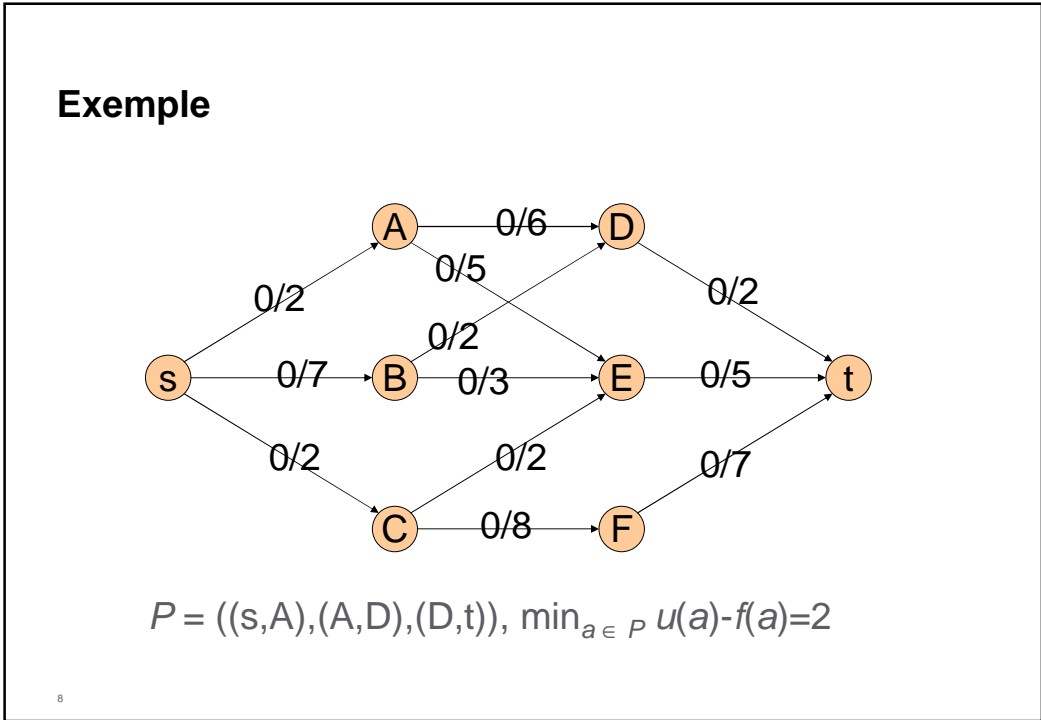 Exemple
A 0/6 D
0/5
0/2 0/2
0/2
s 0/7 B 0/3 E 0/5 t
0/2 0/2 0/7
C 0/8 F
P = ((s,A),(A,D),(D,t)), min a ∈ P u(a)-f(a)=2
8